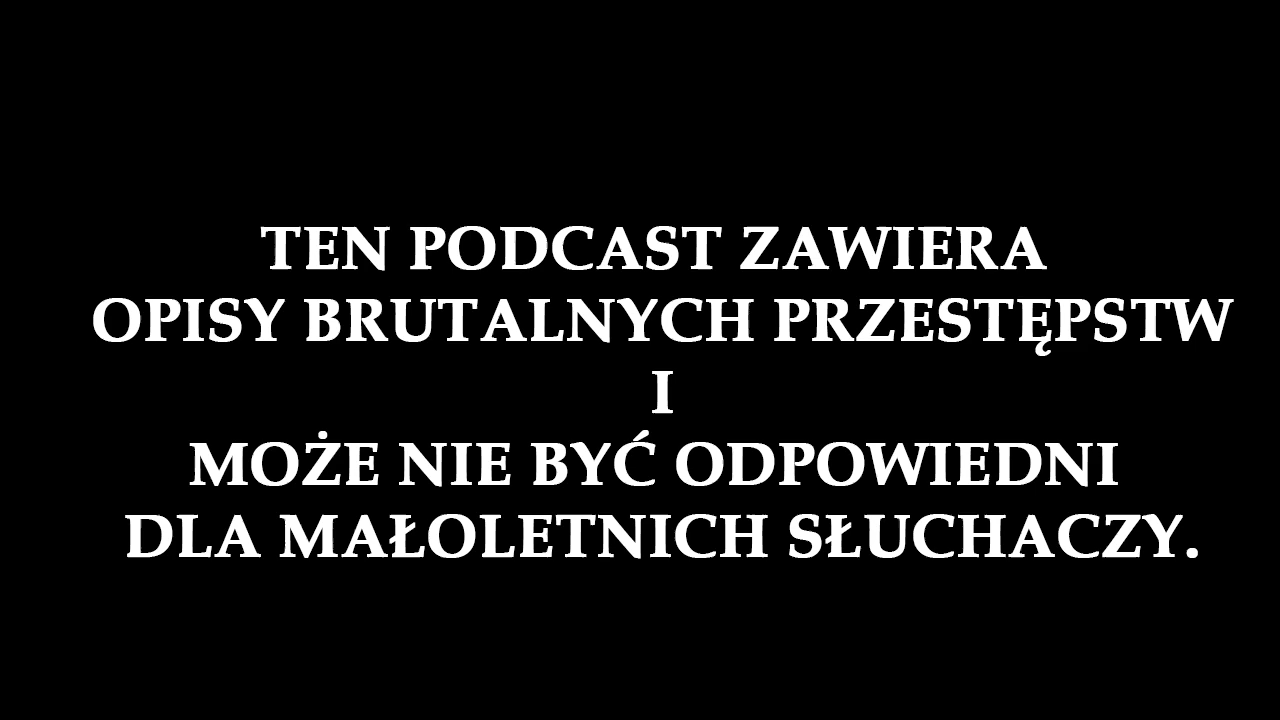 TEN PODCAST ZAWIERA
OPISY BRUTALNYCH PRZESTĘPSTW
I
MOŻE NIE BYĆ ODPOWIEDNI
DLA MAŁOLETNICH SŁUCHACZY.